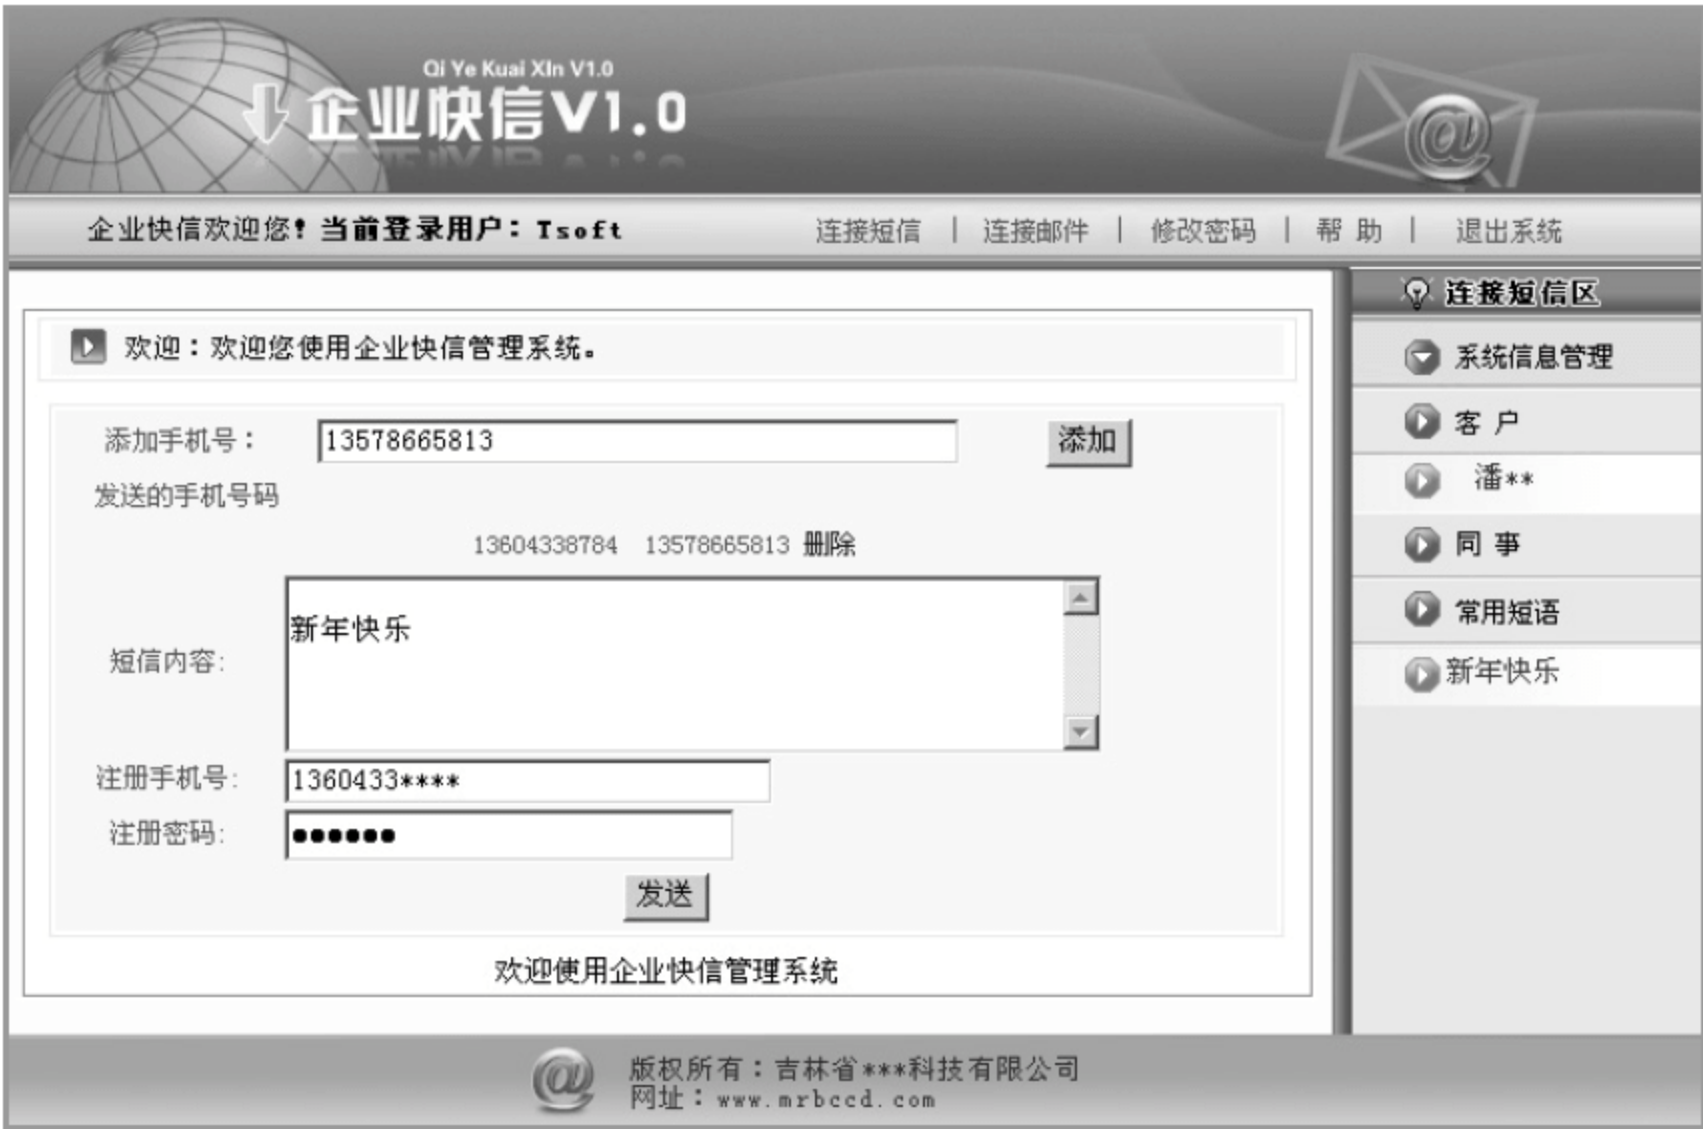 Qi Ye Kuai XIn V1.0
企业快信V1.0
企业快信欢迎您! 当前登录用户：Tsoft
连接短信 | 连接邮件 | 修改密码 | 帮 助 | 退出系统
连接短信区
欢迎：欢迎您使用企业快信管理系统。
系统信息管理
客 户
潘**
同 事
常用短语
新年快乐
添加手机号： 13578665813 添加
发送的手机号码
13604338784 13578665813 删除
短信内容: 新年快乐
注册手机号: 1360433****
注册密码: ●●●●●●
发送
欢迎使用企业快信管理系统
版权所有：吉林省***科技有限公司
网址：www.mrbccd.com